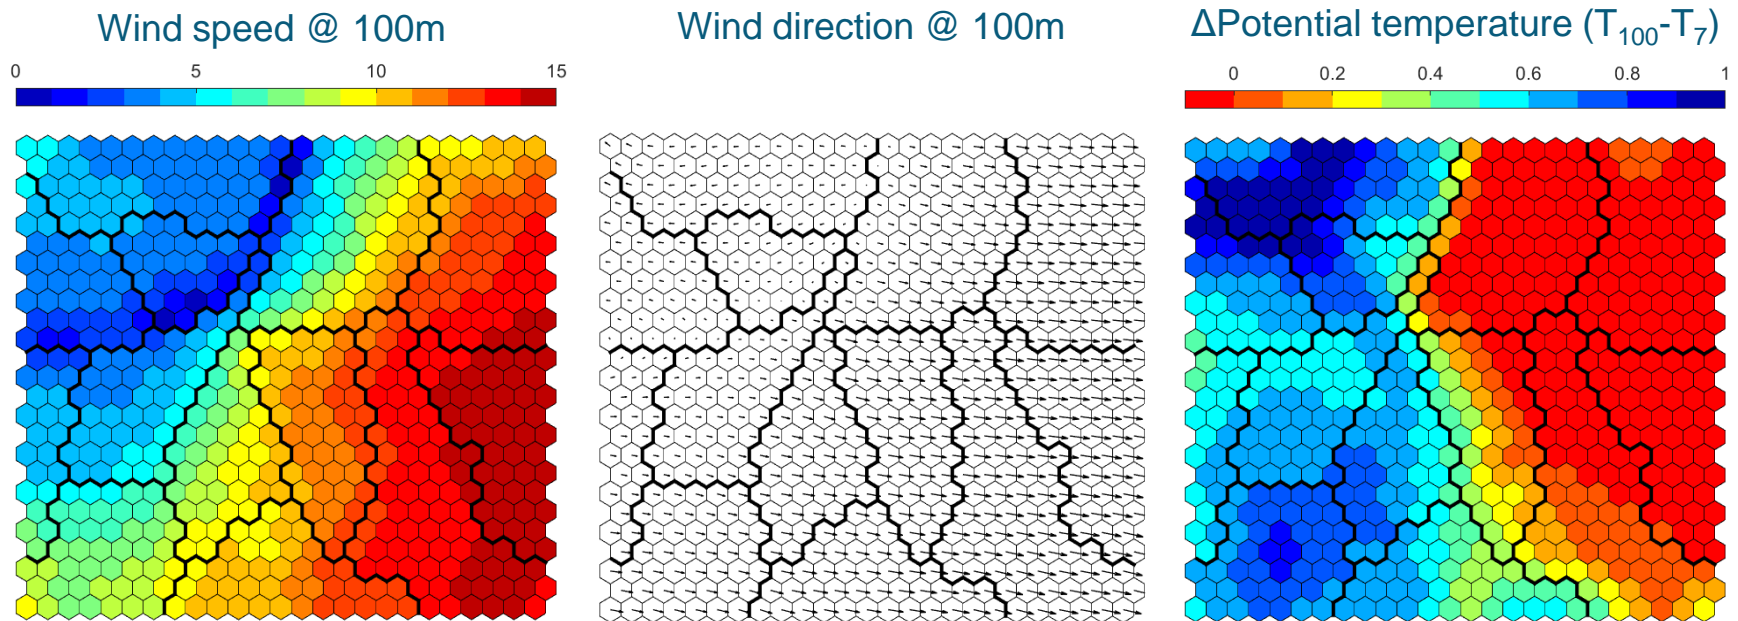 Wind speed @ 100m
Wind direction @ 100m
ΔPotential temperature (T₁₀₀-T₇)
0 5 10 15
0 0.2 0.4 0.6 0.8 1